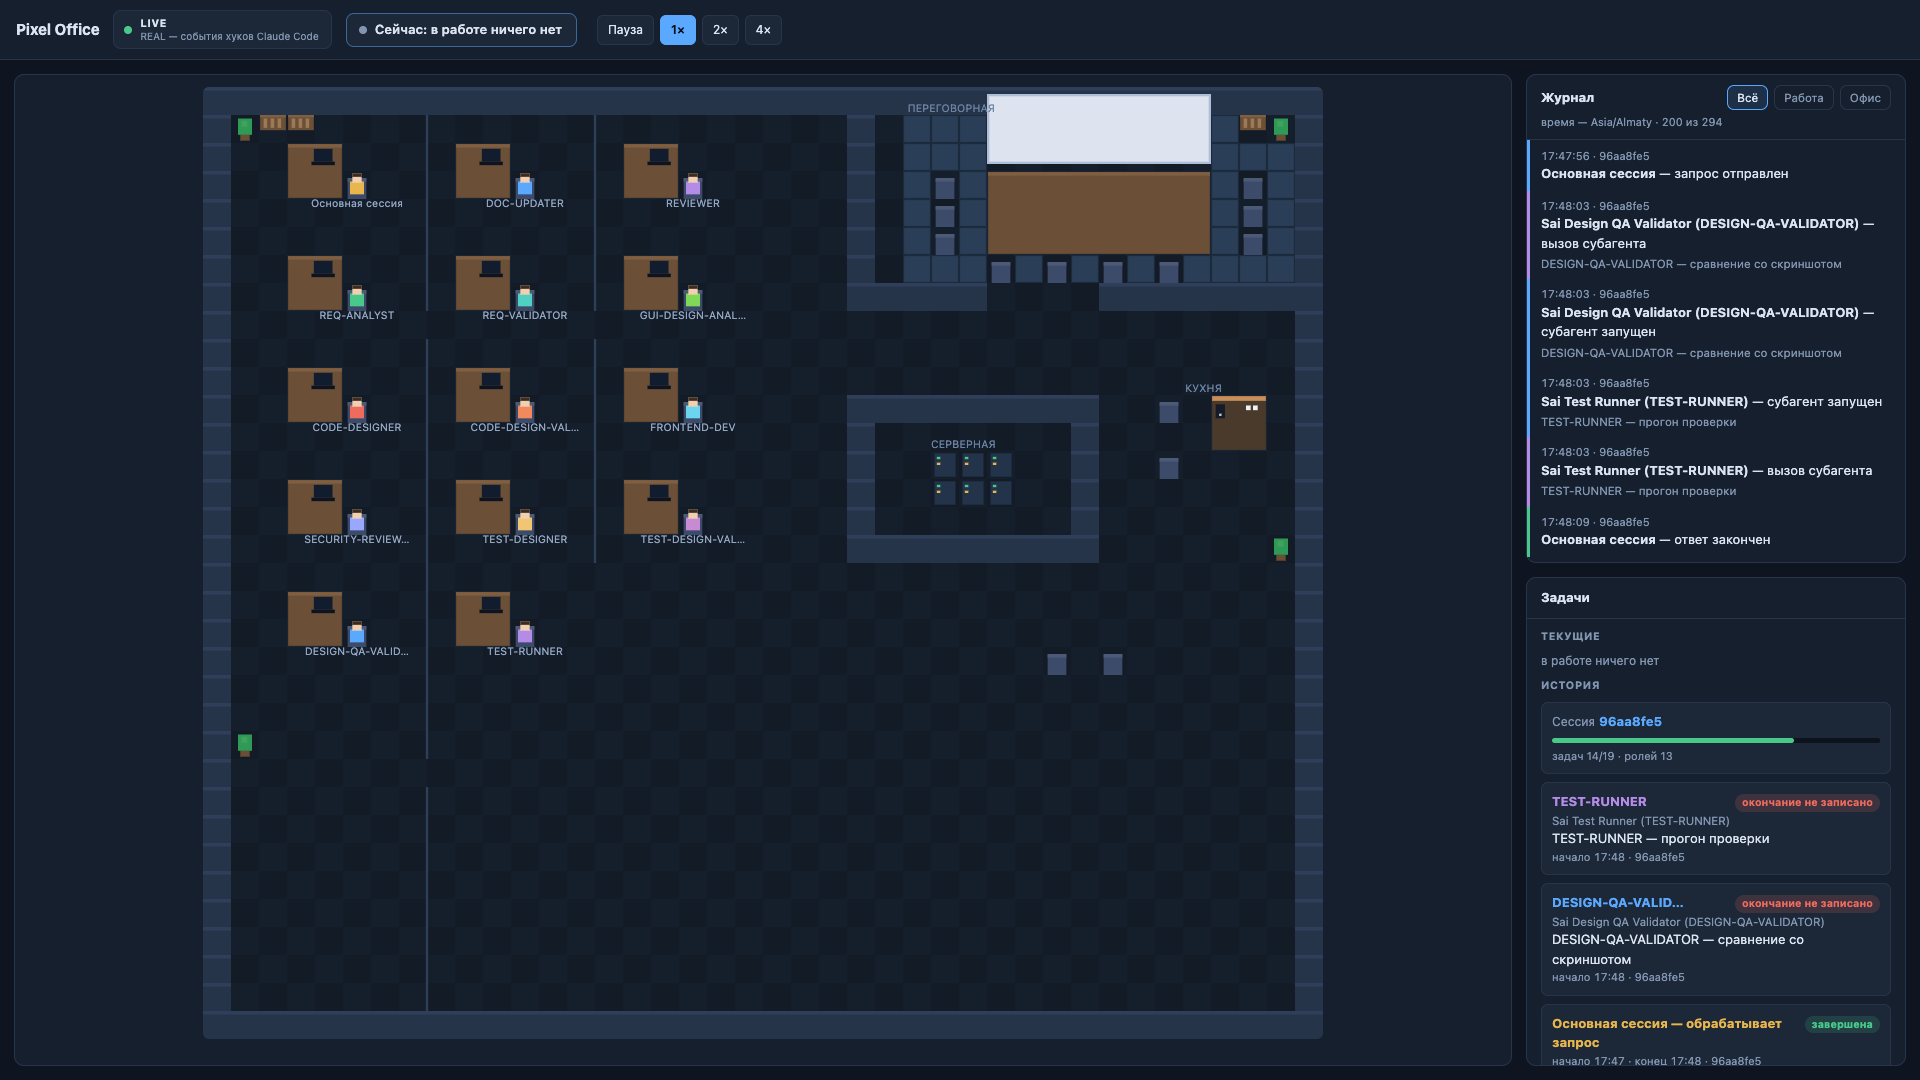 Pixel Office
LIVE
REAL — события хуков Claude Code
Сейчас: в работе ничего нет
Пауза
1×
2×
4×
ПЕРЕГОВОРНАЯ
Основная сессия
DOC-UPDATER
REVIEWER
REQ-ANALYST
REQ-VALIDATOR
GUI-DESIGN-ANAL...
КУХНЯ
CODE-DESIGNER
CODE-DESIGN-VAL...
FRONTEND-DEV
СЕРВЕРНАЯ
SECURITY-REVIEW...
TEST-DESIGNER
TEST-DESIGN-VAL...
DESIGN-QA-VALID...
TEST-RUNNER
Журнал
Всё
Работа
Офис
время — Asia/Almaty · 200 из 294
17:47:56 · 96aa8fe5
Основная сессия — запрос отправлен
17:48:03 · 96aa8fe5
Sai Design QA Validator (DESIGN-QA-VALIDATOR) —
вызов субагента
DESIGN-QA-VALIDATOR — сравнение со скриншотом
17:48:03 · 96aa8fe5
Sai Design QA Validator (DESIGN-QA-VALIDATOR) —
субагент запущен
DESIGN-QA-VALIDATOR — сравнение со скриншотом
17:48:03 · 96aa8fe5
Sai Test Runner (TEST-RUNNER) — субагент запущен
TEST-RUNNER — прогон проверки
17:48:03 · 96aa8fe5
Sai Test Runner (TEST-RUNNER) — вызов субагента
TEST-RUNNER — прогон проверки
17:48:09 · 96aa8fe5
Основная сессия — ответ закончен
Задачи
ТЕКУЩИЕ
в работе ничего нет
ИСТОРИЯ
Сессия 96aa8fe5
задач 14/19 · ролей 13
TEST-RUNNER
окончание не записано
Sai Test Runner (TEST-RUNNER)
TEST-RUNNER — прогон проверки
начало 17:48 · 96aa8fe5
DESIGN-QA-VALID...
окончание не записано
Sai Design QA Validator (DESIGN-QA-VALIDATOR)
DESIGN-QA-VALIDATOR — сравнение со
скриншотом
начало 17:48 · 96aa8fe5
Основная сессия — обрабатывает
запрос
завершена
начало 17:47 · конец 17:48 · 96aa8fe5